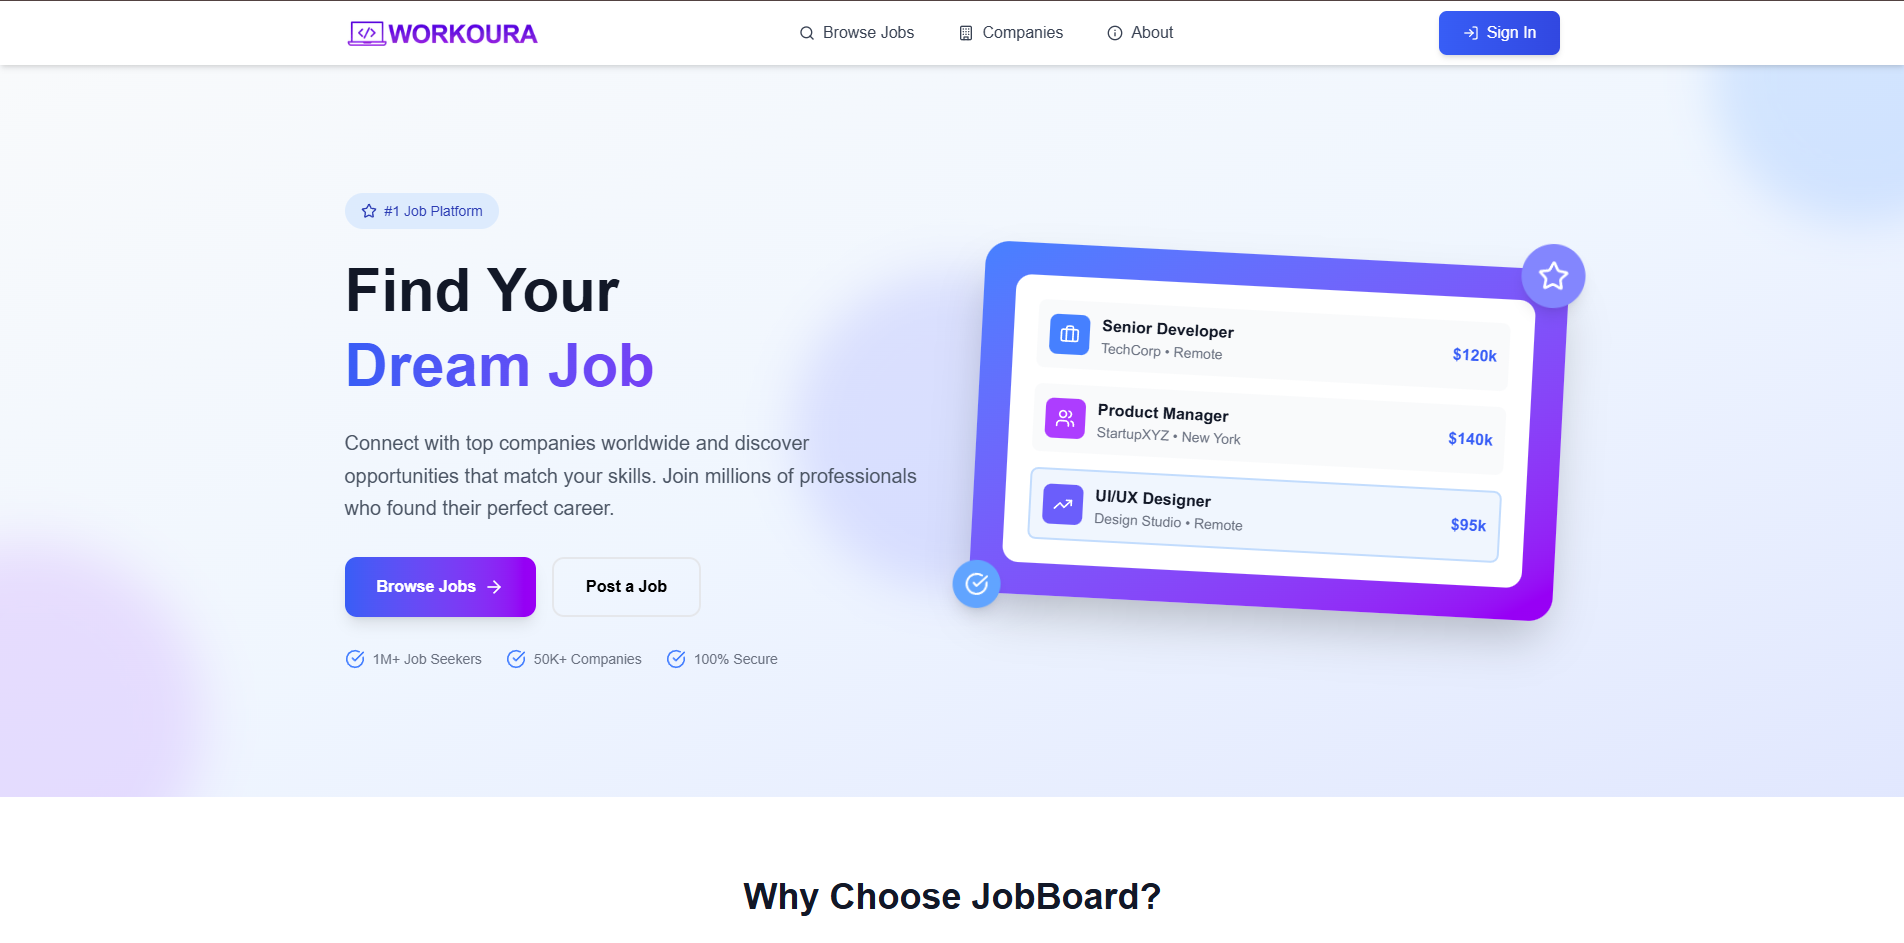 </> WORKOURA
Browse Jobs
Companies
About
Sign In
#1 Job Platform
Find Your
Dream Job
Connect with top companies worldwide and discover
opportunities that match your skills. Join millions of professionals
who found their perfect career.
Browse Jobs
Post a Job
1M+ Job Seekers
50K+ Companies
100% Secure
Senior Developer
TechCorp • Remote
$120k
Product Manager
StartupXYZ • New York
$140k
UI/UX Designer
Design Studio • Remote
$95k
Why Choose JobBoard?